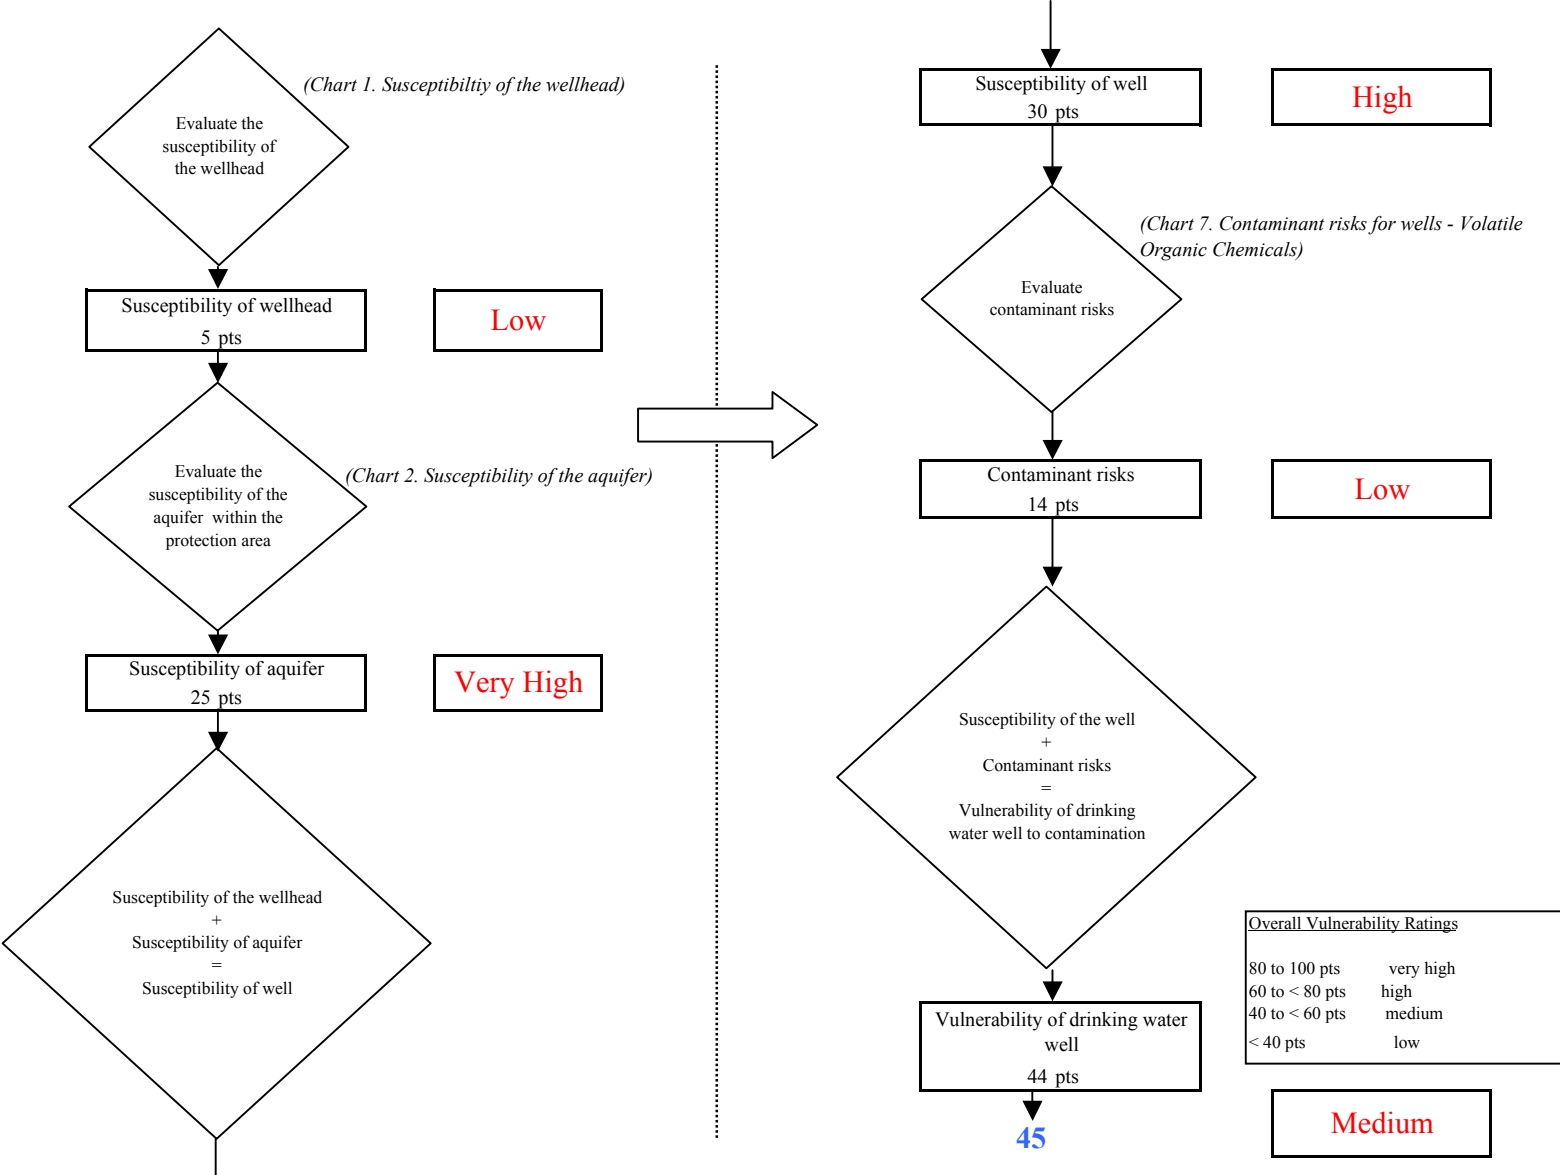 (Chart 1. Susceptibiltiy of the wellhead)
Evaluate the
susceptibility of
the wellhead
Susceptibility of wellhead
5 pts
Low
Evaluate the
susceptibility of the
aquifer within the
protection area
(Chart 2. Susceptibility of the aquifer)
Susceptibility of aquifer
25 pts
Very High
Susceptibility of the wellhead
+
Susceptibility of aquifer
=
Susceptibility of well
Susceptibility of well
30 pts
High
(Chart 7. Contaminant risks for wells - Volatile
Organic Chemicals)
Evaluate
contaminant risks
Contaminant risks
14 pts
Low
Susceptibility of the well
+
Contaminant risks
=
Vulnerability of drinking
water well to contamination
Vulnerability of drinking water
well
44 pts
45
Overall Vulnerability Ratings
80 to 100 pts very high
60 to < 80 pts high
40 to < 60 pts medium
< 40 pts low
Medium